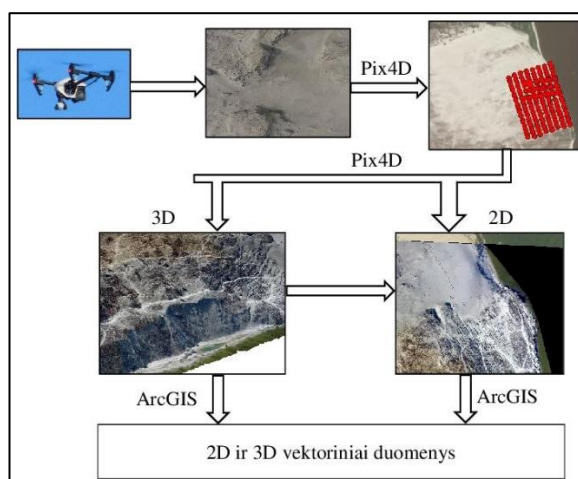 Pix4D
Pix4D
3D
2D
ArcGIS
ArcGIS
2D ir 3D vektoriniai duomenys